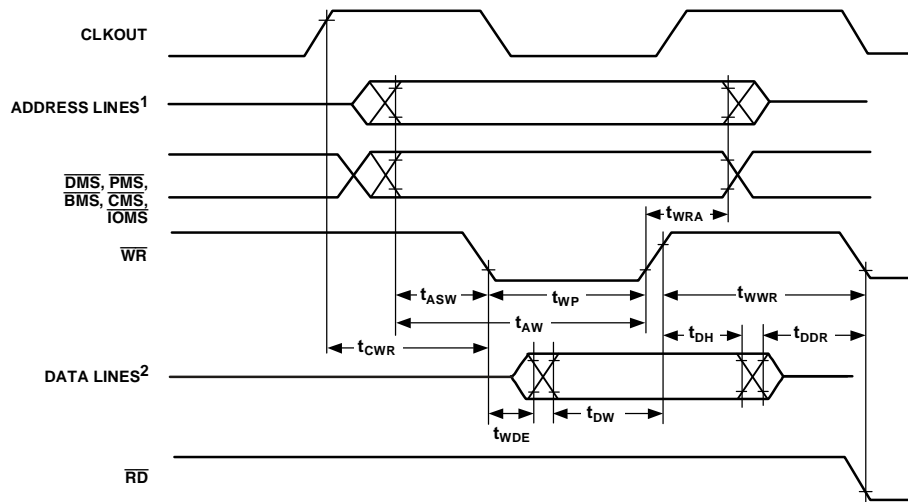 CLKOUT
ADDRESS LINES¹
DMS, PMS,
BMS, CMS,
IOMS
tWRA
WR
tASW
tWP
tWWR
tAW
tCWR
tDH
tDDR
DATA LINES²
tWDE
tDW
RD